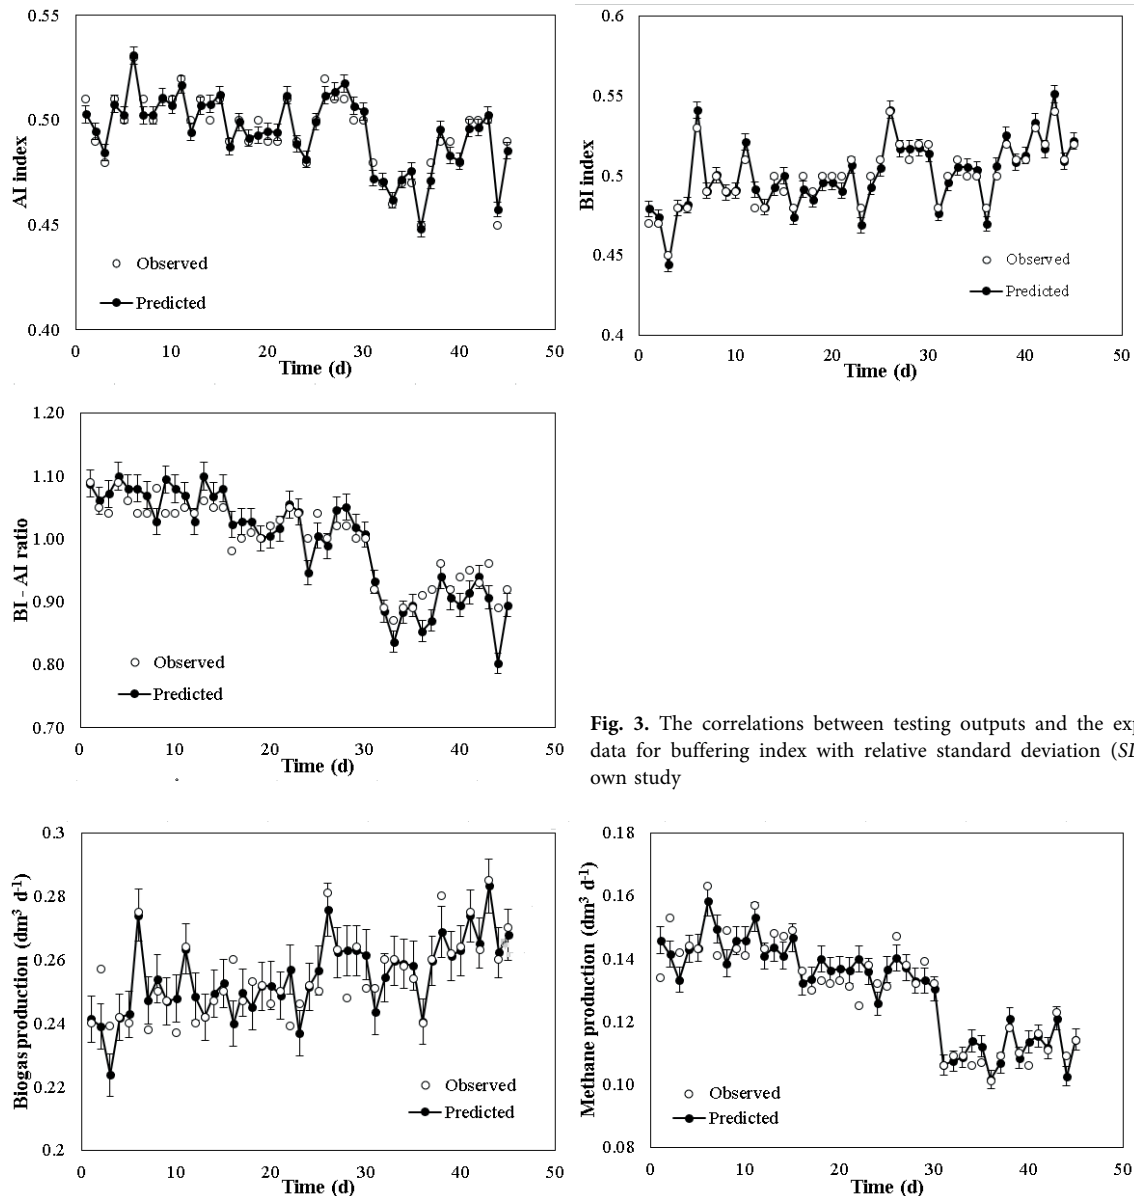 0.55
0.50
0.45
0.40
AI index
Observed
Predicted
0 10 20 30 40 50
Time (d)
0.6
0.55
0.5
0.45
0.4
BI index
Observed
Predicted
0 10 20 30 40 50
Time (d)
1.20
1.10
1.00
0.90
0.80
0.70
BI - AI ratio
Observed
Predicted
0 10 20 30 40 50
Time (d)
Fig. 3. The correlations between testing outputs and the
data for buffering index with relative standard deviation
own study
0.3
0.28
0.26
0.24
0.22
0.2
Biogas production (dm³ d⁻¹)
Observed
Predicted
0 10 20 30 40 50
Time (d)
0.18
0.16
0.14
0.12
0.10
0.08
Methane production (dm³ d⁻¹)
Observed
Predicted
0 10 20 30 40 50
Time (d)